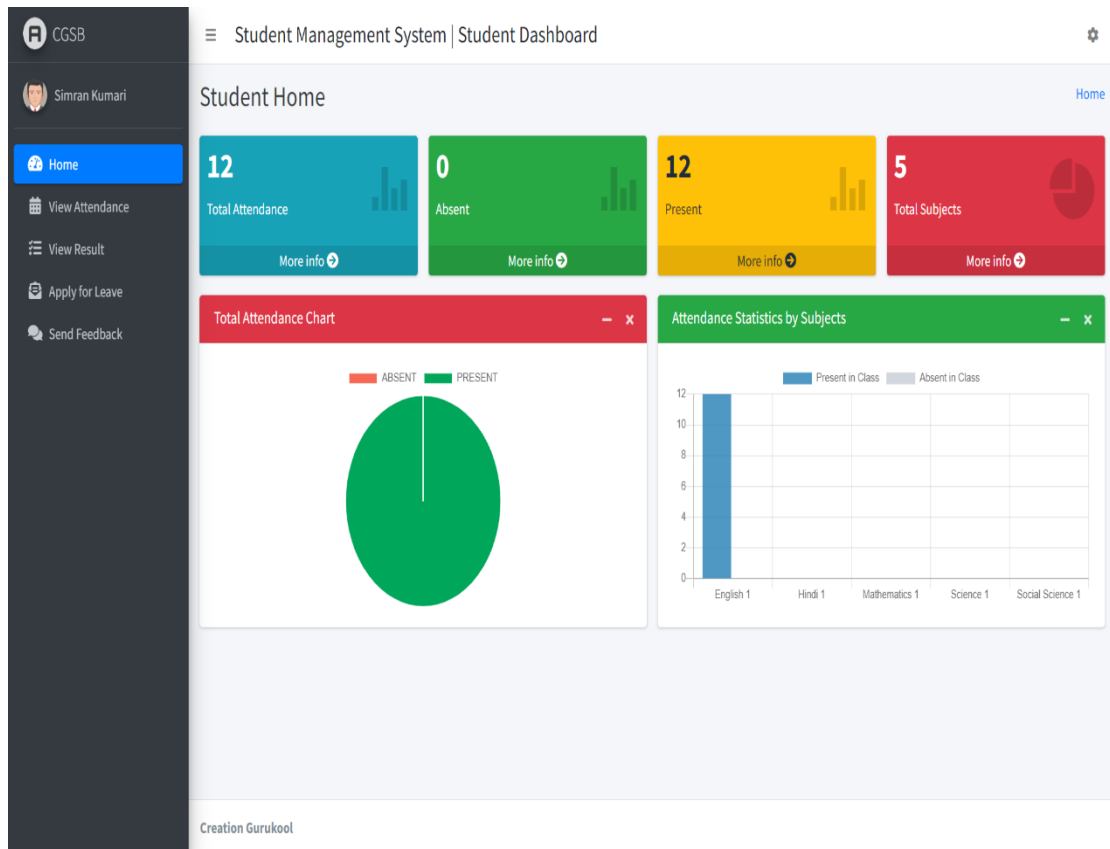 CGSB
Student Management System | Student Dashboard
Simran Kumari
Student Home
Home
Home
View Attendance
View Result
Apply for Leave
Send Feedback
12
Total Attendance
More info
0
Absent
More info
12
Present
More info
5
Total Subjects
More info
Total Attendance Chart
ABSENT PRESENT
Attendance Statistics by Subjects
Present in Class Absent in Class
12
10
8
6
4
2
0
English 1 Hindi 1 Mathematics 1 Science 1 Social Science 1
Creation Gurukool